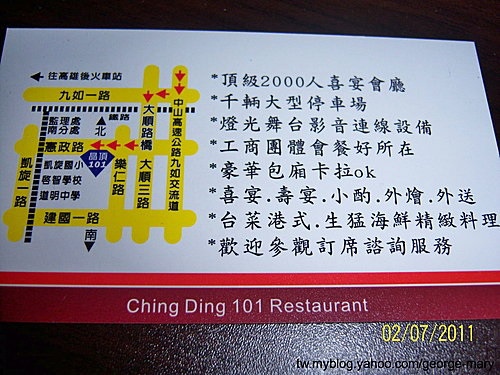 往高雄後火車站
九如一路
鐵路
監理處
南分處
北
大順路橋
中山高速公路九如交流道
憲政路
晶頂
101
凱旋一路
凱旋國小
啓智學校
道明中學
樂仁路
大順三路
建國一路
南
*頂級2000人喜宴會廳
*千輛大型停車場
*燈光舞台影音連線設備
*工商團體會餐好所在
*豪華包廂卡拉ok
*喜宴.壽宴.小酌.外燴.外送
*台菜港式.生猛海鮮精緻料理
*歡迎參觀訂席諮詢服務
Ching Ding 101 Restaurant
02/07/2011
tw.myblog.yahoo.com/george-mary